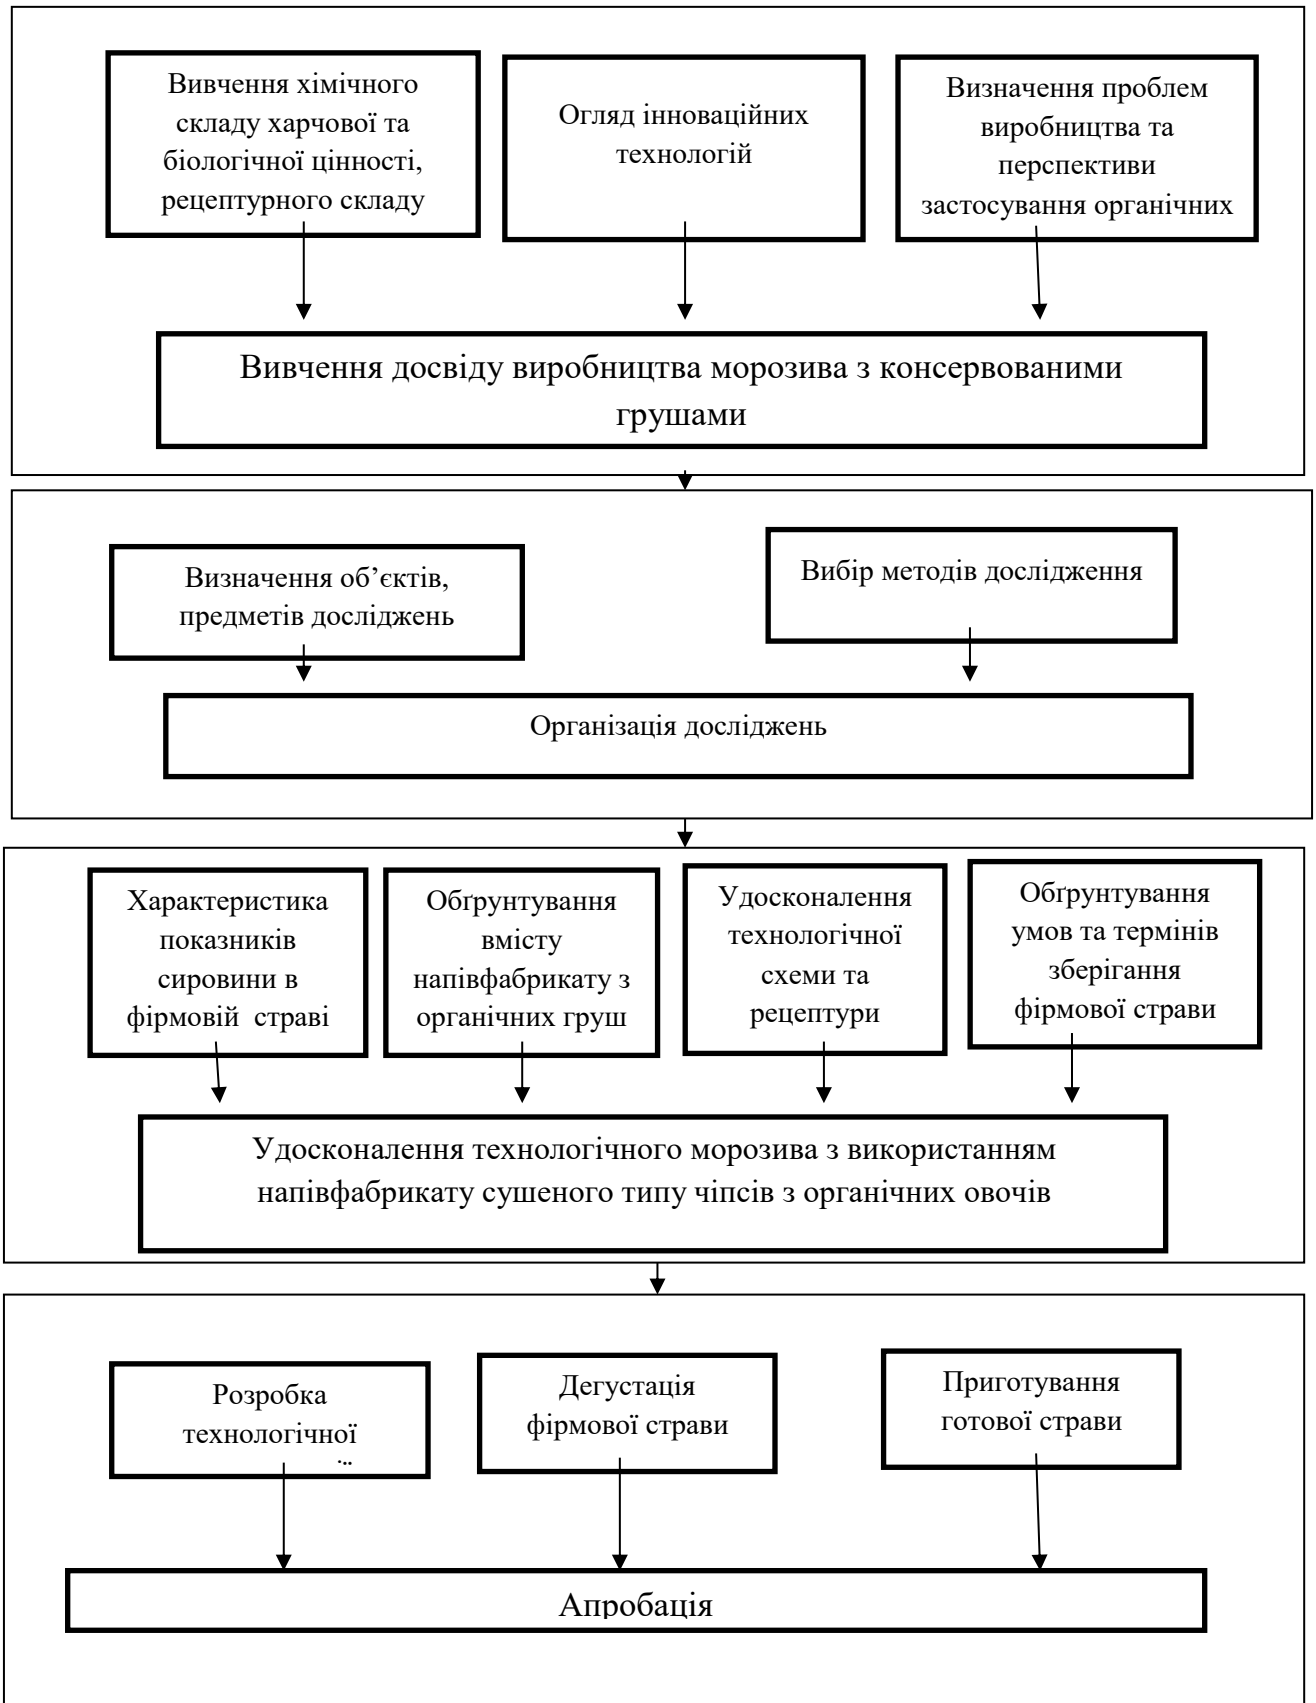 Вивчення хімічного
складу харчової та
біологічної цінності,
рецептурного складу
Огляд інноваційних
технологій
Визначення проблем
виробництва та
перспективи
застосування органічних
Вивчення досвіду виробництва морозива з консервованими
грушами
Визначення об’єктів,
предметів досліджень
Вибір методів дослідження
Організація досліджень
Характеристика
показників
сировини в
фірмовій страві
Обґрунтування
вмісту
напівфабрикату з
органічних груш
Удосконалення
технологічної
схеми та
рецептури
Обґрунтування
умов та термінів
зберігання
фірмової страви
Удосконалення технологічного морозива з використанням
напівфабрикату сушеного типу чіпсів з органічних овочів
Розробка
технологічної
Дегустація
фірмової страви
Приготування
готової страви
Апробація